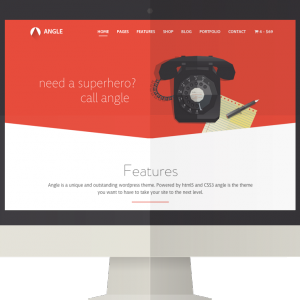 ANGLE HOME PAGES FEATURES SHOP BLOG PORTFOLIO CONTACT 0 - $69
need a superhero?
call angle
Features
Angle is a unique and outstanding wordpress theme. Powered by html5 and CSS3 angle is the theme
you want to have to take your site to the next level.